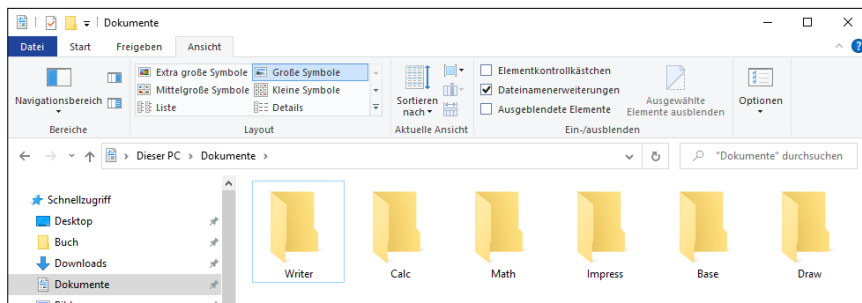 Dokumente
Datei Start Freigeben Ansicht
Navigationsbereich
Bereiche
Extra große Symbole Große Symbole
Mittelgroße Symbole Kleine Symbole
Liste Details
Layout
Sortieren nach
Aktuelle Ansicht
Elementkontrollkästchen
Dateinamenerweiterungen
Ausgeblendete Elemente
Ausgewählte
Elemente ausblenden
Ein-/ausblenden
Optionen
Dieser PC > Dokumente >
"Dokumente" durchsuchen
Schnellzugriff
Desktop
Buch
Downloads
Dokumente
Writer Calc Math Impress Base Draw